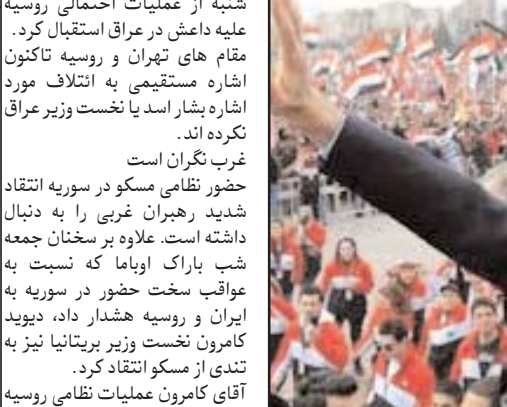 شنبه از عملیات احتمالی روسیه
علیه داعش در عراق استقبال کرد.
مقام های تهران و روسیه تاکنون
اشاره مستقیمی به ائتلاف مورد
اشاره بشار اسد یا نخست وزیر عراق
نکرده اند.
غرب نگران است
حضور نظامی مسکو در سوریه انتقاد
شدید رهبران غربی را به دنبال
داشته است. علاوه بر سخنان جمعه
شب باراک اوباما که نسبت به
عواقب سخت حضور در سوریه به
ایران و روسیه هشدار داد، دیوید
کامرون نخست وزیر بریتانیا نیز به
تندی از مسکو انتقاد کرد.
آقای کامرون عملیات نظامی روسیه